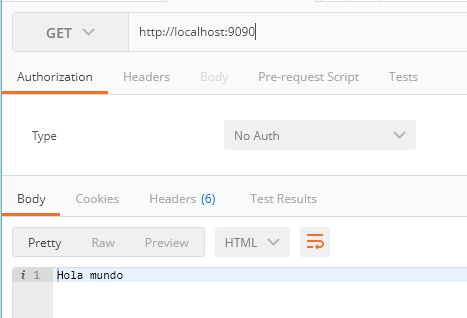 GET http://localhost:9090
Authorization Headers Body Pre-request Script Tests
Type No Auth
Body Cookies Headers (6) Test Results
Pretty Raw Preview HTML
i 1 Hola mundo